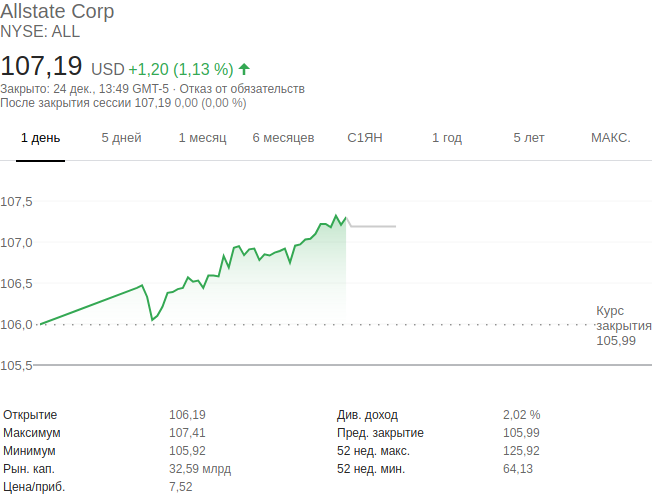 Allstate Corp
NYSE: ALL
107,19 USD +1,20 (1,13 %)
Закрыто: 24 дек., 13:49 GMT-5 · Отказ от обязательств
После закрытия сессии 107,19 0,00 (0,00 %)
1 день 5 дней 1 месяц 6 месяцев С1ЯН 1 год 5 лет МАКС.
107,5
107,0
106,5
106,0
Курс
закрытия
105,99
105,5
Открытие 106,19 Див. доход 2,02 %
Максимум 107,41 Пред. закрытие 105,99
Минимум 105,92 52 нед. макс. 125,92
Рын. кап. 32,59 млрд 52 нед. мин. 64,13
Цена/приб. 7,52